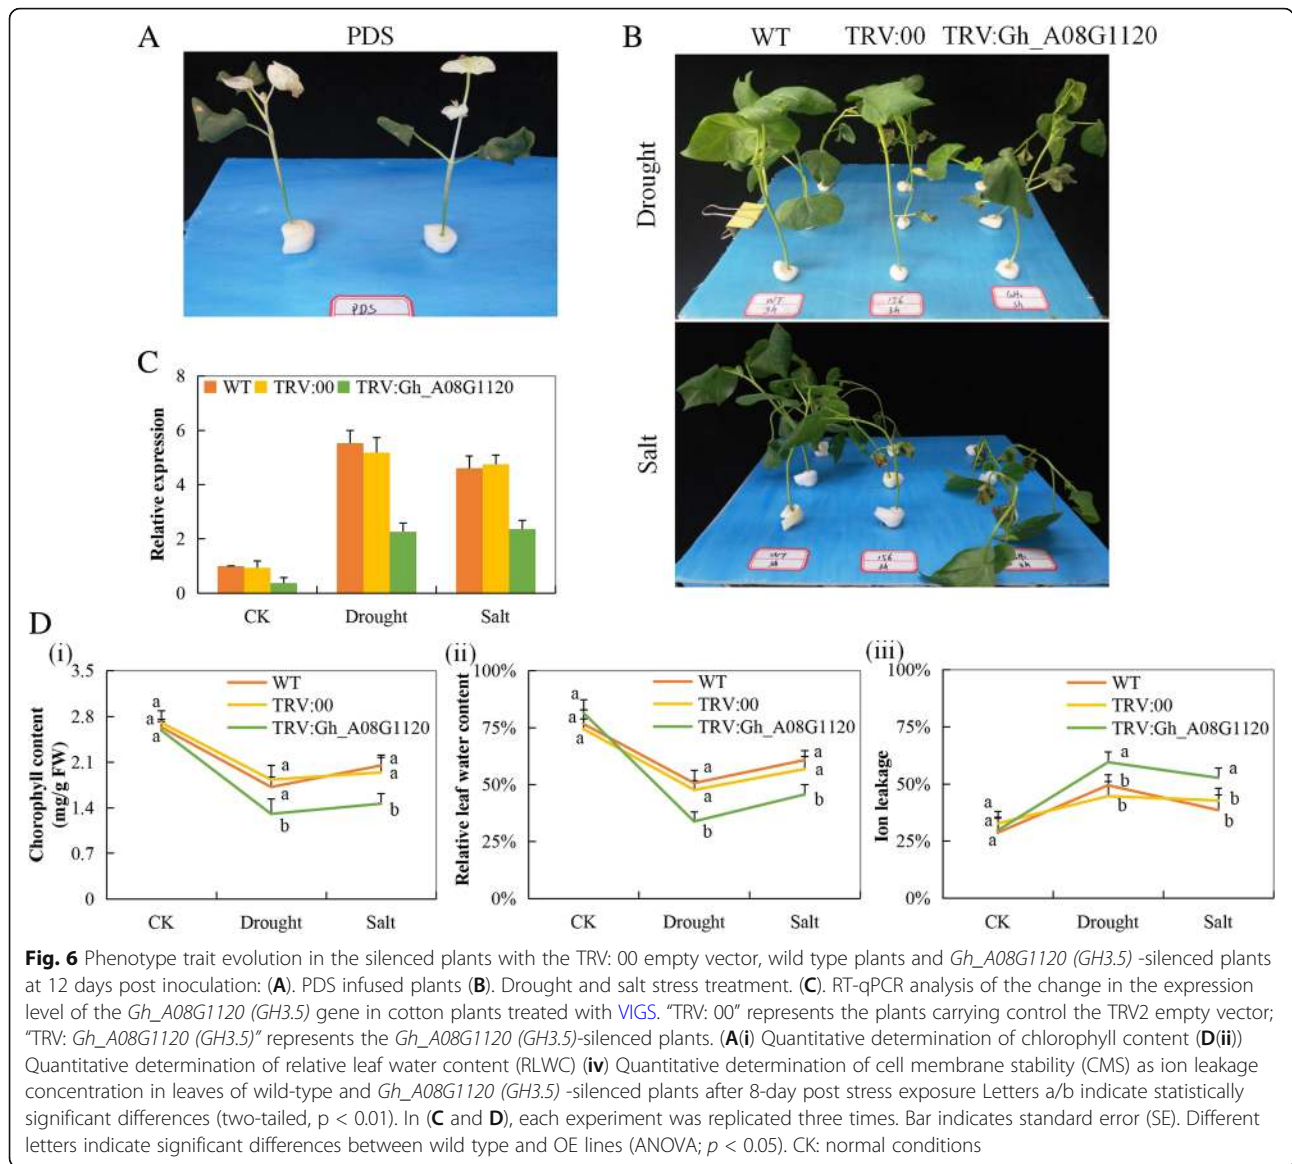 A
PDS
PDS
B
WT TRV:00 TRV:Gh_A08G1120
Drought
WT
3h
156
3h
3h
Salt
WT
3h
156
3h
C
Relative expression
8
6
4
2
0
WT TRV:00 TRV:Gh_A08G1120
CK Drought Salt
D
(i)
Chorophyll content
(mg/g FW)
3.5
2.8
2.1
1.4
0.7
0
WT
TRV:00
TRV:Gh_A08G1120
a
a
a
a
a
b
a
a
b
CK Drought Salt
(ii)
Relative leaf water content
100%
75%
50%
25%
0%
WT
TRV:00
TRV:Gh_A08G1120
a
a
a
a
a
b
a
a
b
CK Drought Salt
(iii)
Ion leakage
100%
75%
50%
25%
0%
WT
TRV:00
TRV:Gh_A08G1120
a
a
a
a
b
b
a
b
b
CK Drought Salt
Fig. 6 Phenotype trait evolution in the silenced plants with the TRV: 00 empty vector, wild type plants and Gh_A08G1120 (GH3.5) -silenced plants
at 12 days post inoculation: (A). PDS infused plants (B). Drought and salt stress treatment. (C). RT-qPCR analysis of the change in the expression
level of the Gh_A08G1120 (GH3.5) gene in cotton plants treated with VIGS. “TRV: 00” represents the plants carrying control the TRV2 empty vector;
“TRV: Gh_A08G1120 (GH3.5)” represents the Gh_A08G1120 (GH3.5)-silenced plants. (A(i) Quantitative determination of chlorophyll content (D(ii))
Quantitative determination of relative leaf water content (RLWC) (iv) Quantitative determination of cell membrane stability (CMS) as ion leakage
concentration in leaves of wild-type and Gh_A08G1120 (GH3.5) -silenced plants after 8-day post stress exposure Letters a/b indicate statistically
significant differences (two-tailed, p < 0.01). In (C and D), each experiment was replicated three times. Bar indicates standard error (SE). Different
letters indicate significant differences between wild type and OE lines (ANOVA; p < 0.05). CK: normal conditions